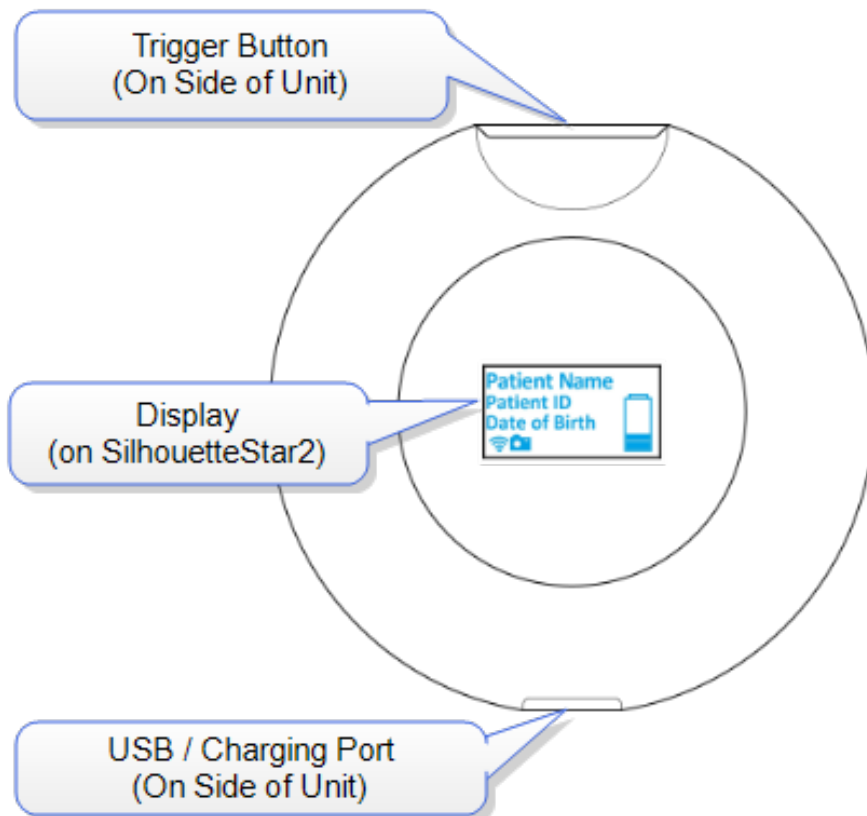 Trigger Button
(On Side of Unit)
Patient Name
Patient ID
Date of Birth
Display
(on SilhouetteStar2)
USB / Charging Port
(On Side of Unit)